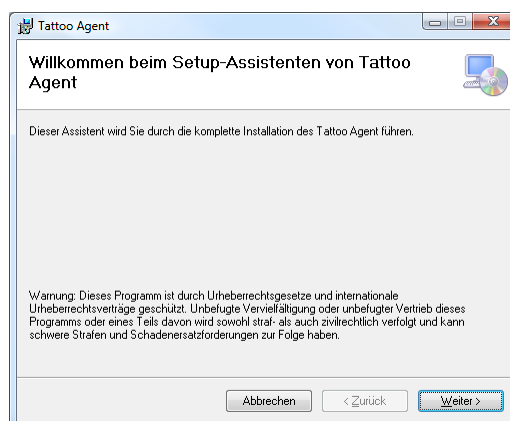 Tattoo Agent
Willkommen beim Setup-Assistenten von Tattoo
Agent
Dieser Assistent wird Sie durch die komplette Installation des Tattoo Agent führen.
Warnung: Dieses Programm ist durch Urheberrechtsgesetze und internationale
Urheberrechtsverträge geschützt. Unbefugte Vervielfältigung oder unbefugter Vertrieb dieses
Programms oder eines Teils davon wird sowohl straf- als auch zivilrechtlich verfolgt und kann
schwere Strafen und Schadenersatzforderungen zur Folge haben.
Abbrechen
< Zurück
Weiter >